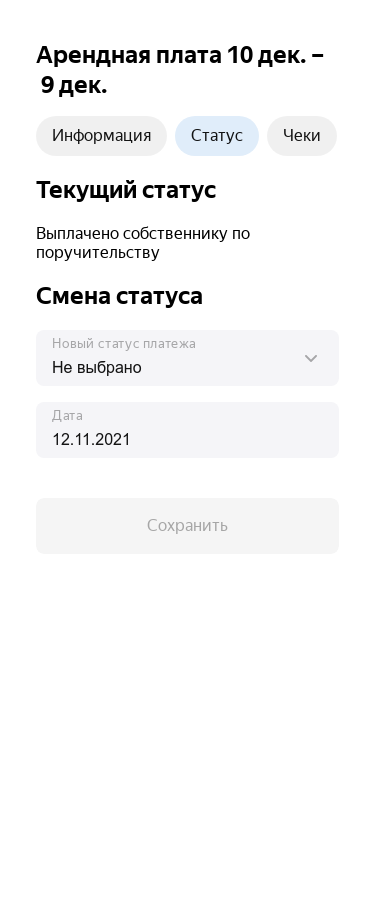 Арендная плата 10 дек. –
9 дек.
Информация
Статус
Чеки
Текущий статус
Выплачено собственнику по
поручительству
Смена статуса
Новый статус платежа
Не выбрано
Дата
12.11.2021
Сохранить